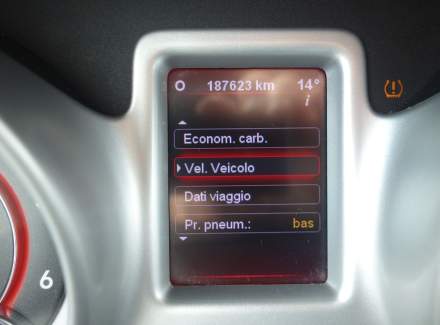 O 187623 km 14°
i
Econom. carb.
Vel. Veicolo
Dati viaggio
Pr. pneum.: bas
6